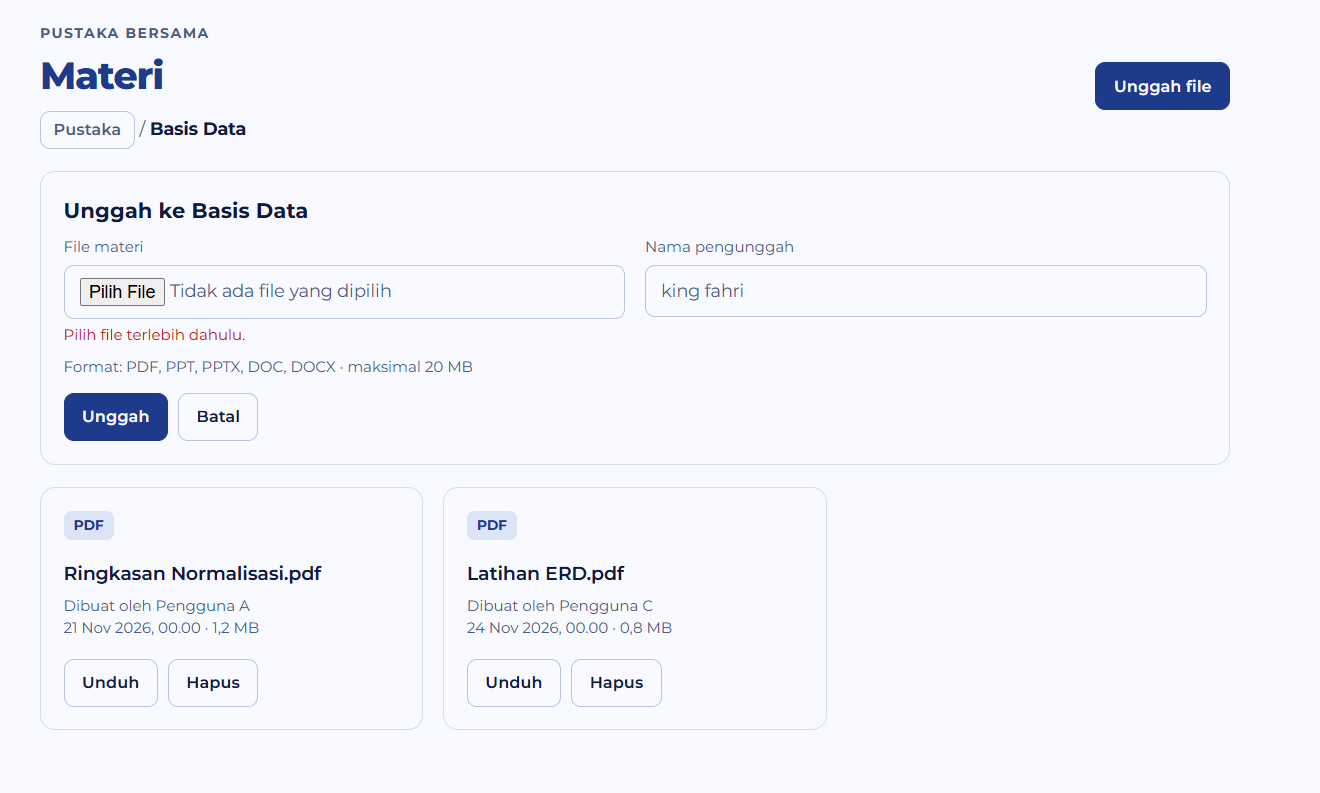 PUSTAKA BERSAMA
Materi
Unggah file
Pustaka / Basis Data
Unggah ke Basis Data
File materi
Nama pengunggah
Pilih File Tidak ada file yang dipilih
king fahri
Pilih file terlebih dahulu.
Format: PDF, PPT, PPTX, DOC, DOCX · maksimal 20 MB
Unggah
Batal
PDF
Ringkasan Normalisasi.pdf
Dibuat oleh Pengguna A
21 Nov 2026, 00.00 · 1,2 MB
Unduh
Hapus
PDF
Latihan ERD.pdf
Dibuat oleh Pengguna C
24 Nov 2026, 00.00 · 0,8 MB
Unduh
Hapus